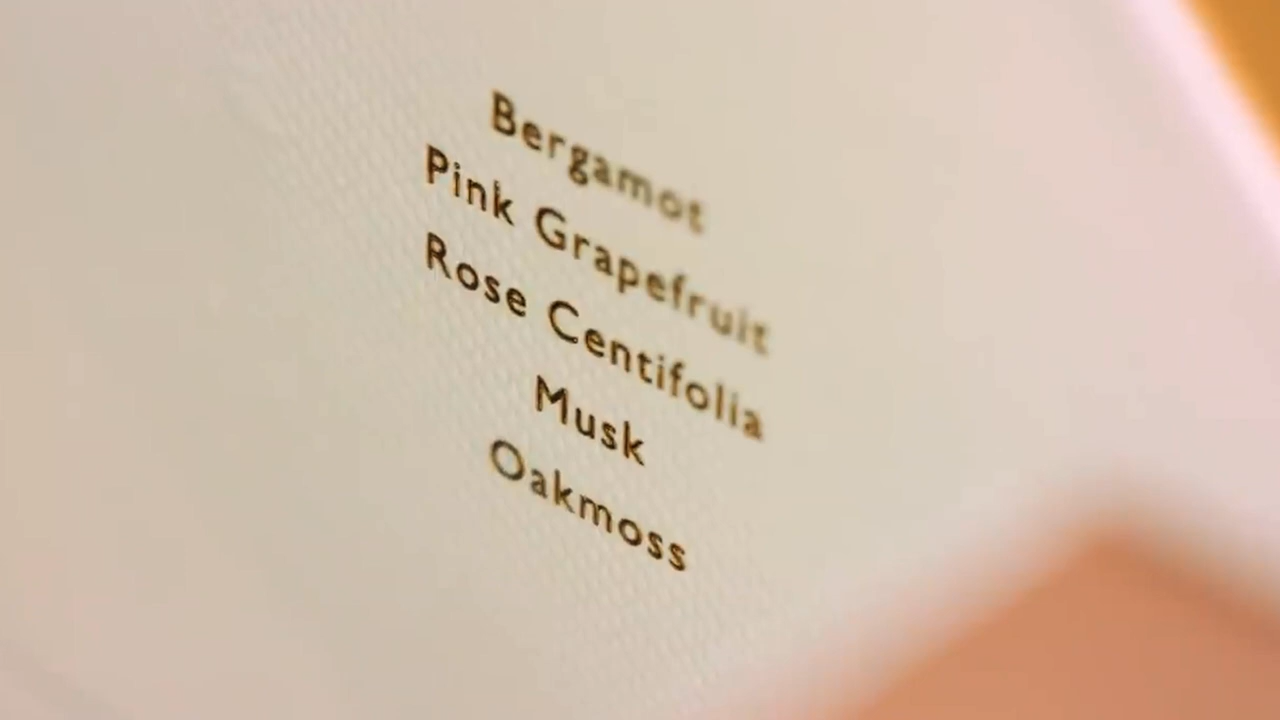 Bergamot
Pink Grapefruit
Rose Centifolia
Musk
Oakmoss